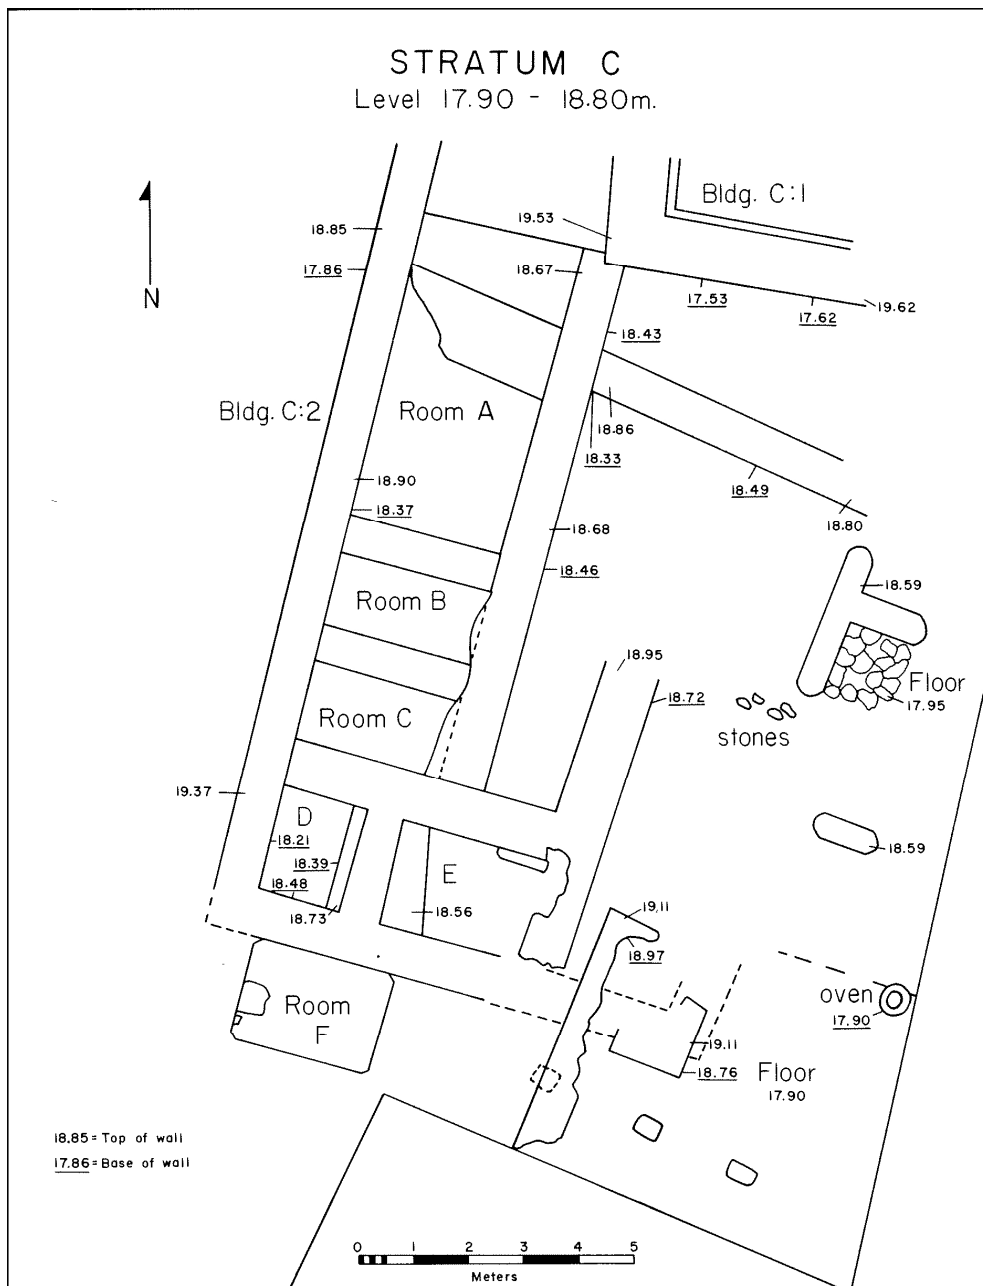 STRATUM C
Level 17.90 - 18.80m.
Bldg. C:1
19.53
18.85
18.67
17.86
N
17.53
17.62
19.62
18.43
Bldg. C:2
Room A
18.86
18.33
18.90
18.49
18.37
18.80
18.68
18.46
18.59
Room B
18.95
Floor
18.72
17.95
Room C
stones
19.37
D
18.21
18.59
18.39
E
18.48
18.56
18.73
19.11
18.97
Room
F
oven
17.90
19.11
18.76
Floor
17.90
18.85 = Top of wall
17.86 = Base of wall
0 1 2 3 4 5
Meters